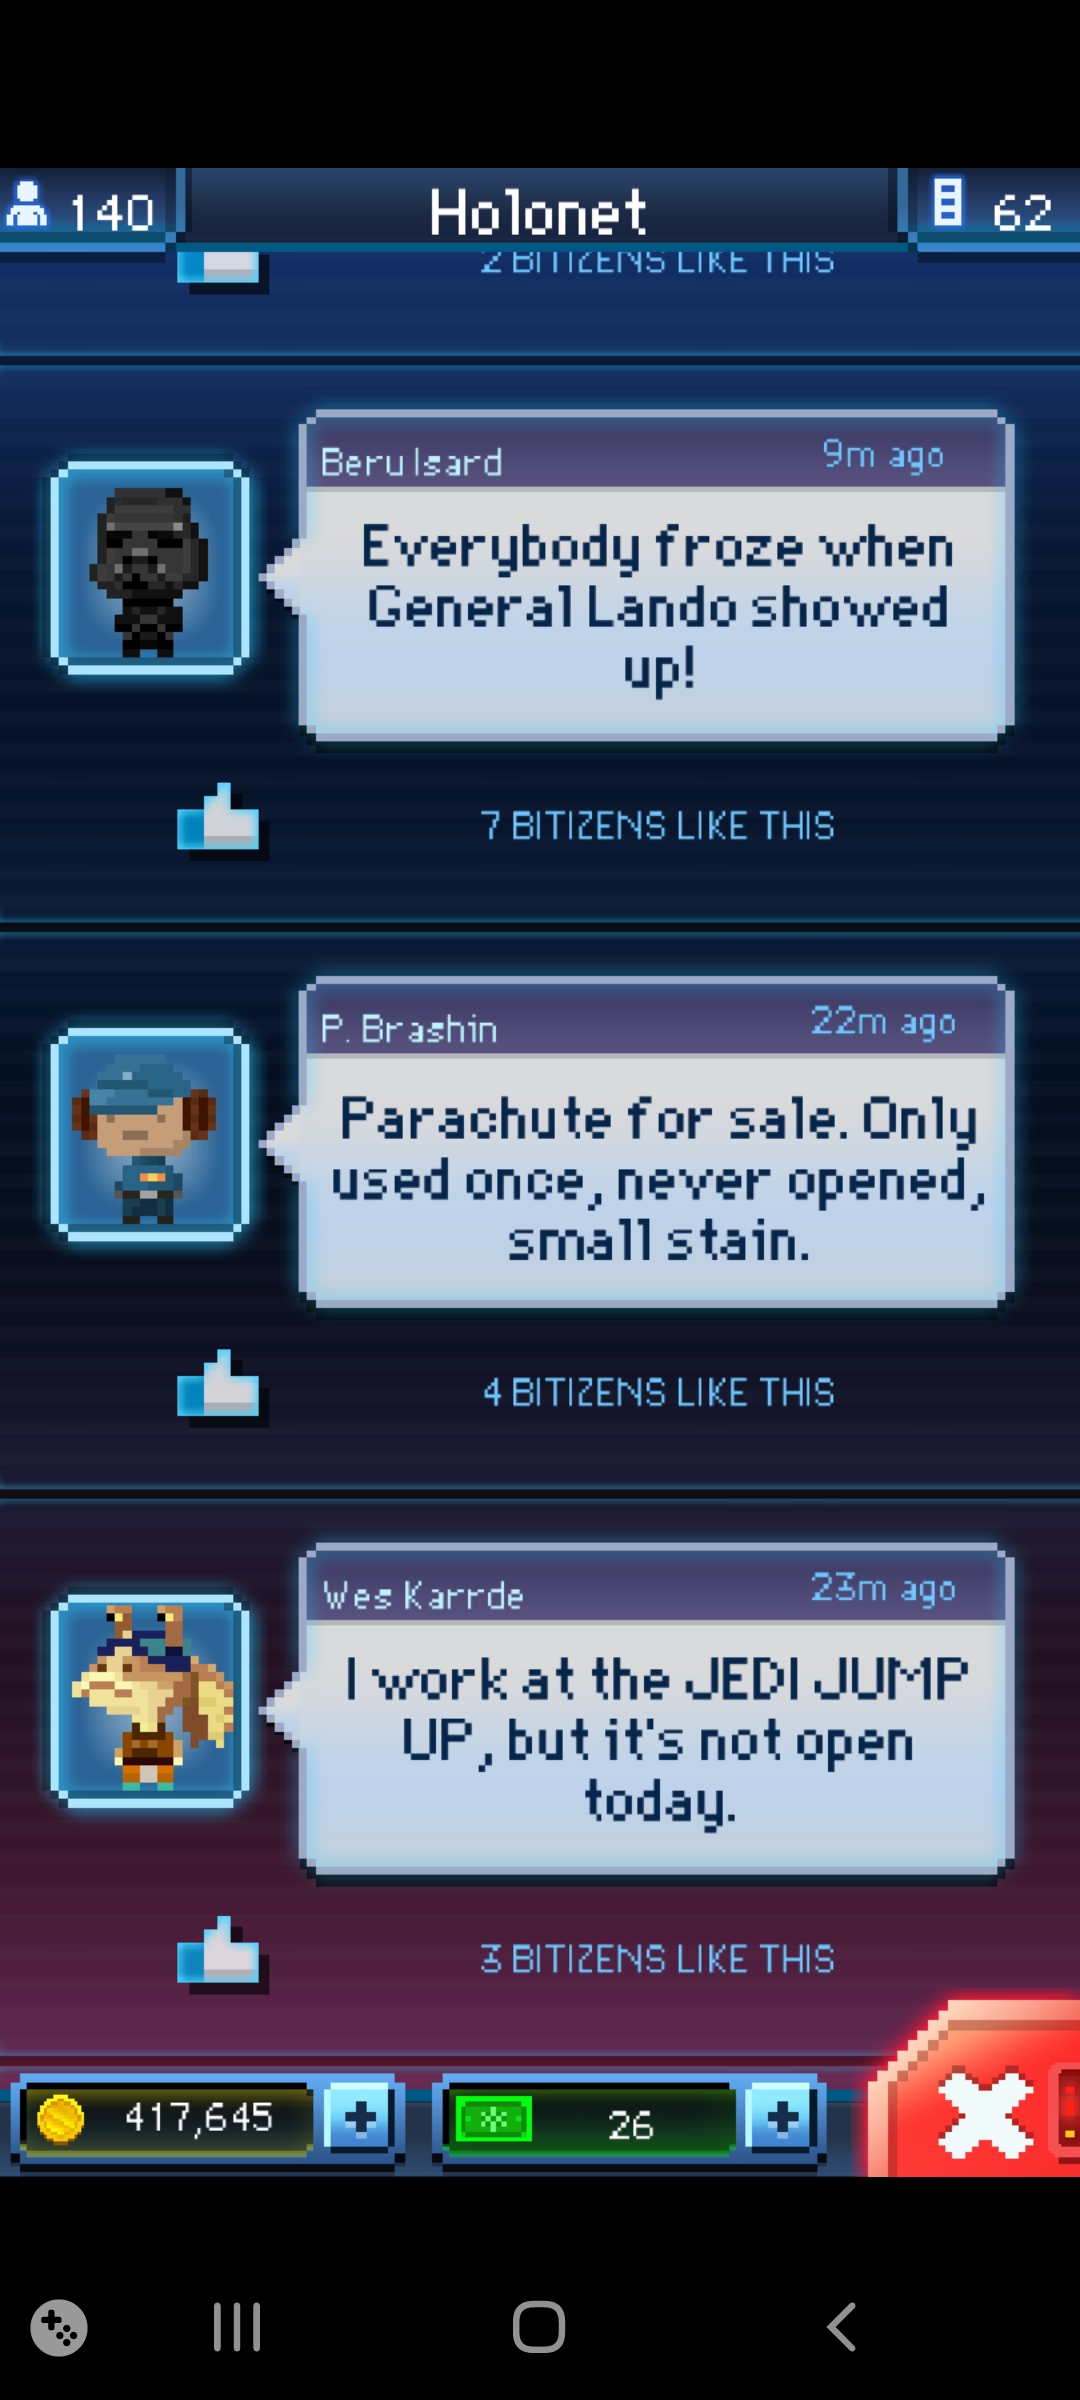 140 Holonet 62
2 BITIZENS LIKE THIS
Beru Isard 9m ago
Everybody froze when
General Lando showed
up!
7 BITIZENS LIKE THIS
P. Brashin 22m ago
Parachute for sale. Only
used once, never opened,
small stain.
4 BITIZENS LIKE THIS
Wes Karrde 23m ago
I work at the JEDI JUMP
UP, but it's not open
today.
3 BITIZENS LIKE THIS
417,645 26